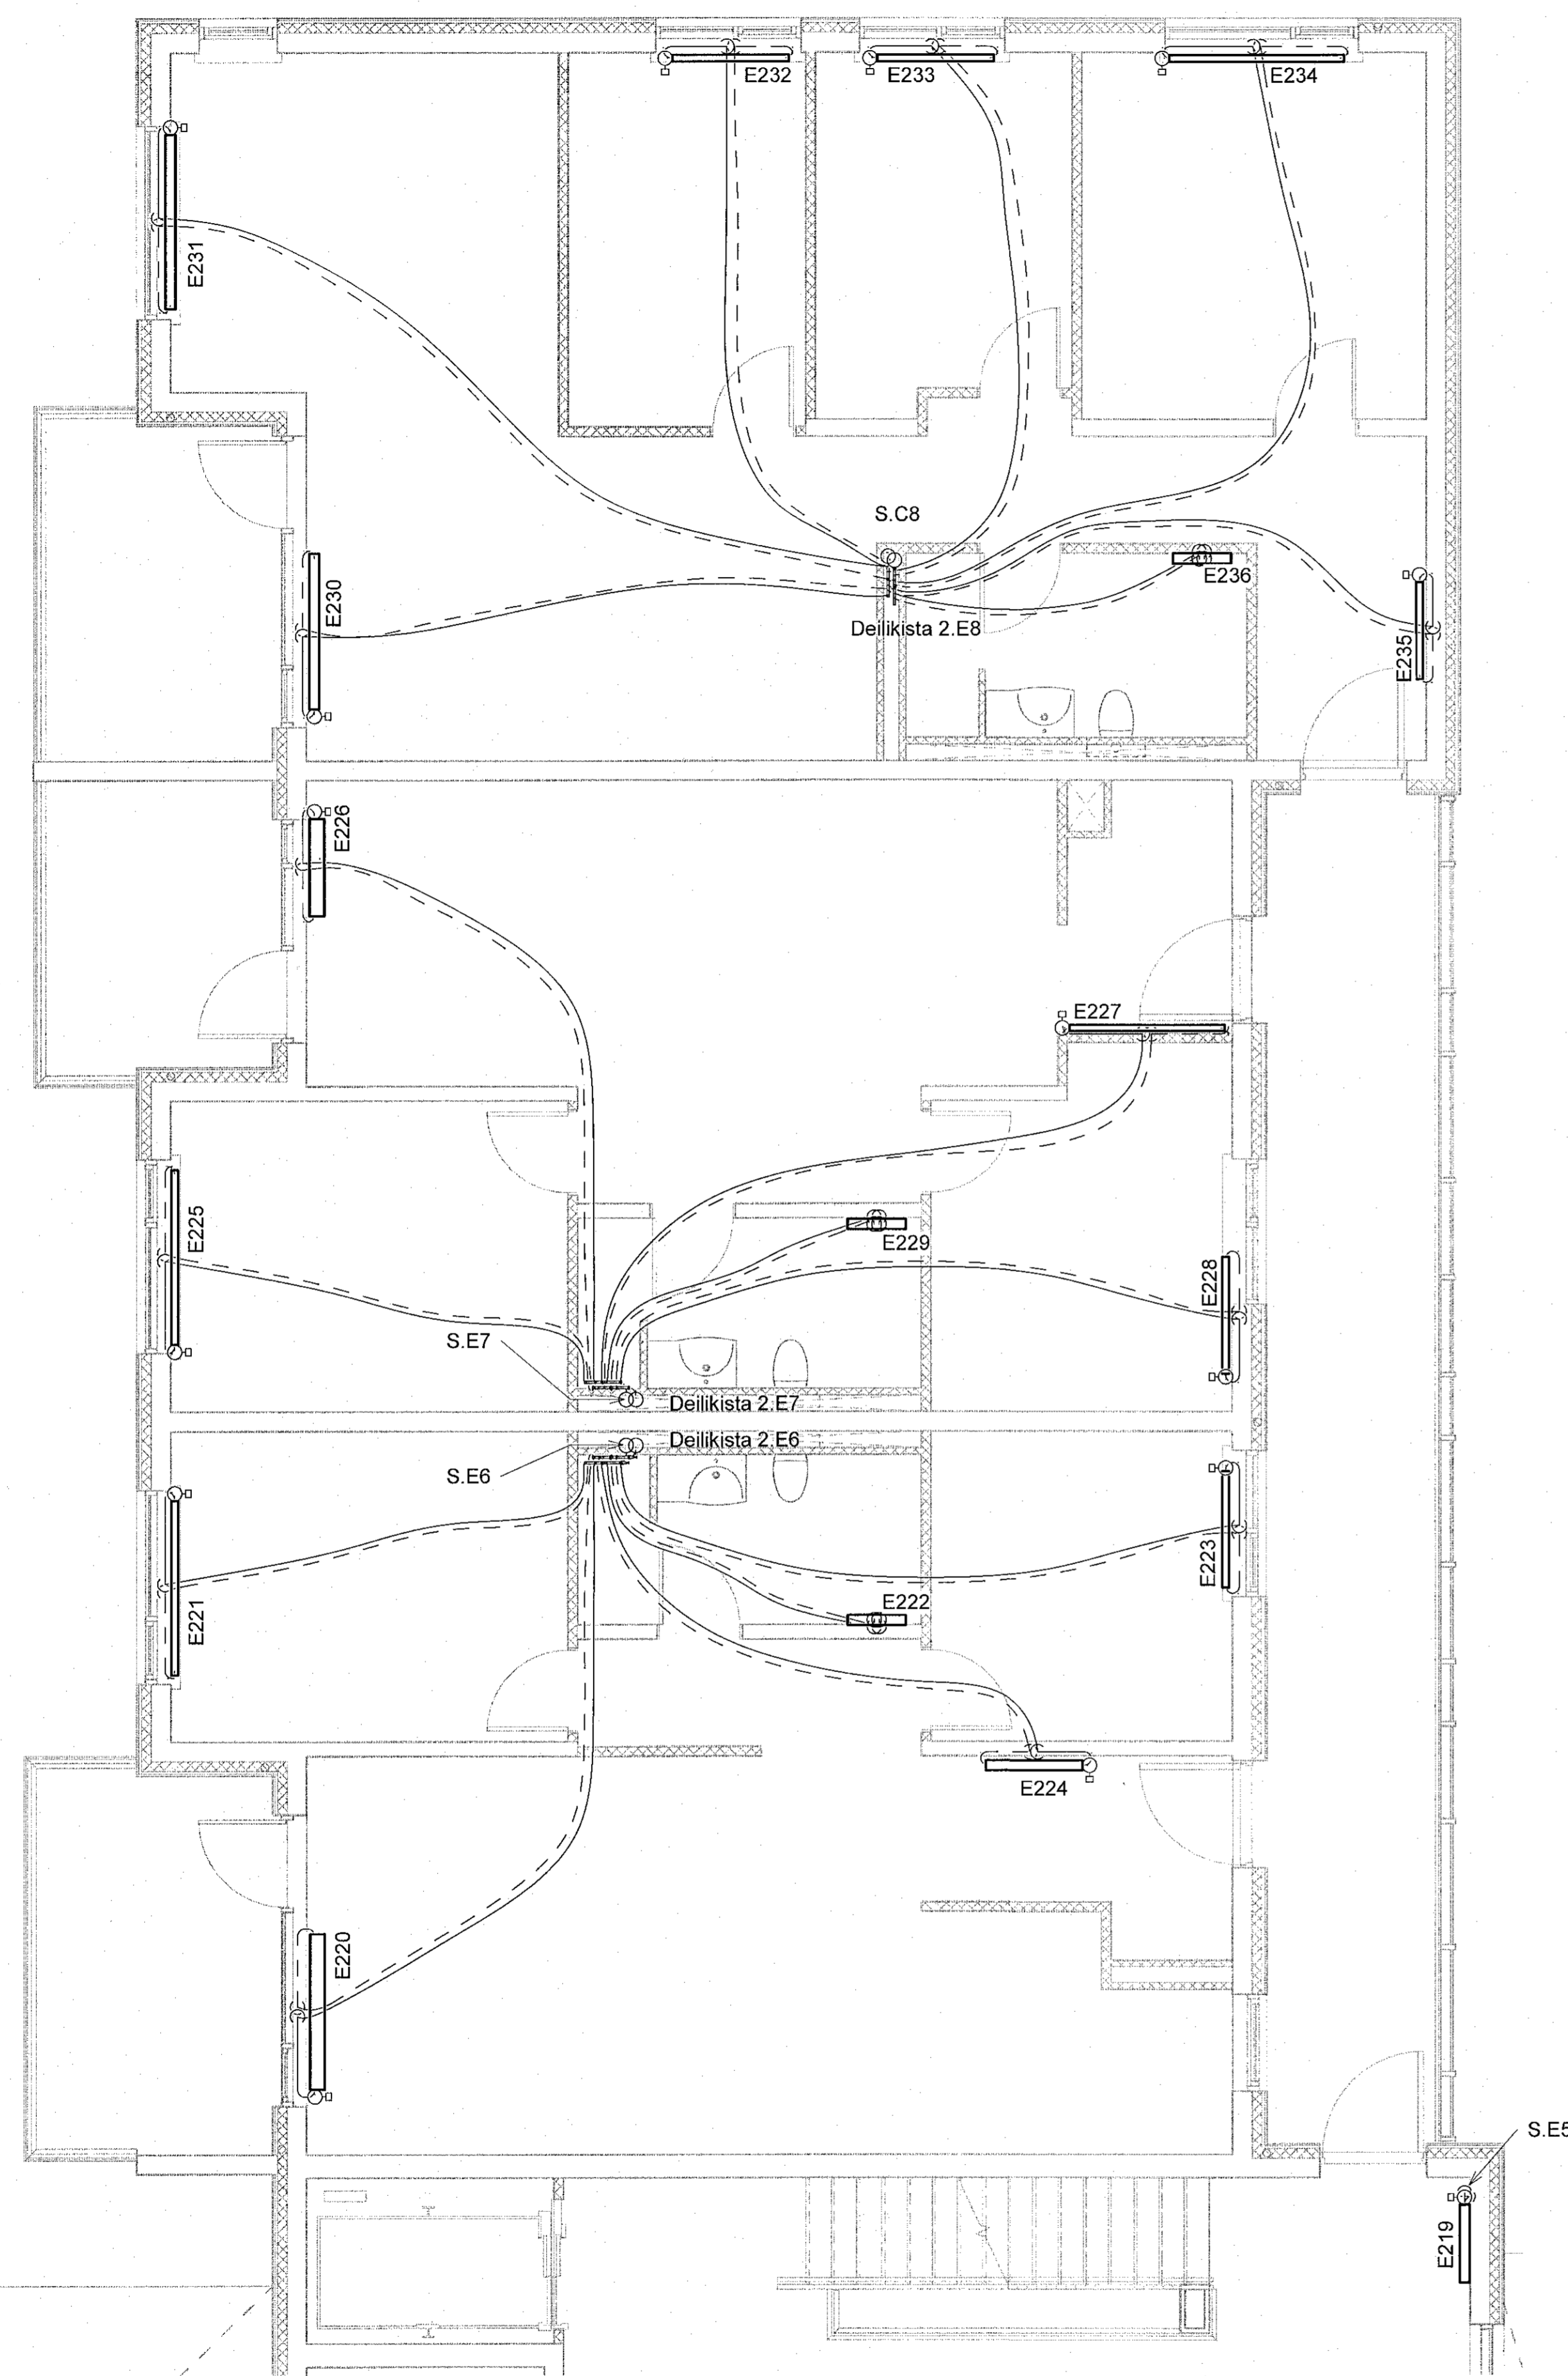 E232
E233
E234
E231
S.C8
E230
E236
Deilikista 2.E8
E235
E226
E227
E225
E229
E228
S.E7
Deilikista 2.E7
Deilikista 2.E6
S.E6
E223
E221
E222
E224
E220
S.E5
E219